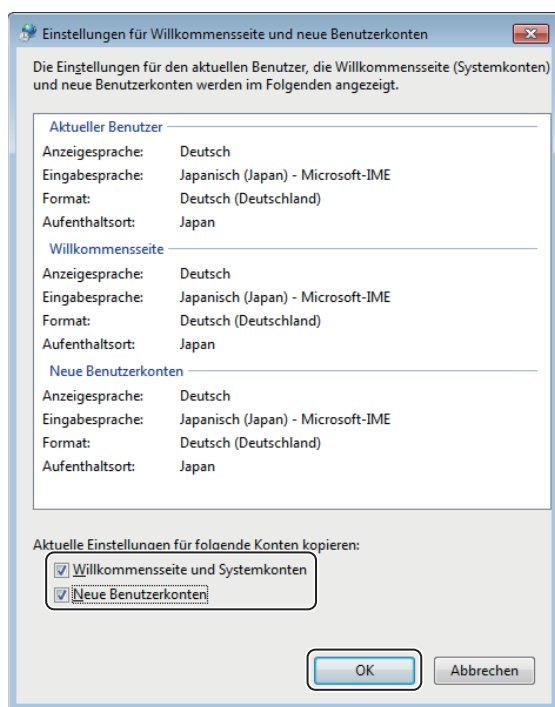 Einstellungen für Willkommensseite und neue Benutzerkonten
Die Einstellungen für den aktuellen Benutzer, die Willkommensseite (Systemkonten)
und neue Benutzerkonten werden im Folgenden angezeigt.
Aktueller Benutzer
Anzeigesprache: Deutsch
Eingabesprache: Japanisch (Japan) - Microsoft-IME
Format: Deutsch (Deutschland)
Aufenthaltsort: Japan
Willkommensseite
Anzeigesprache: Deutsch
Eingabesprache: Japanisch (Japan) - Microsoft-IME
Format: Deutsch (Deutschland)
Aufenthaltsort: Japan
Neue Benutzerkonten
Anzeigesprache: Deutsch
Eingabesprache: Japanisch (Japan) - Microsoft-IME
Format: Deutsch (Deutschland)
Aufenthaltsort: Japan
Aktuelle Einstellungen für folgende Konten kopieren:
Willkommensseite und Systemkonten
Neue Benutzerkonten
OK Abbrechen